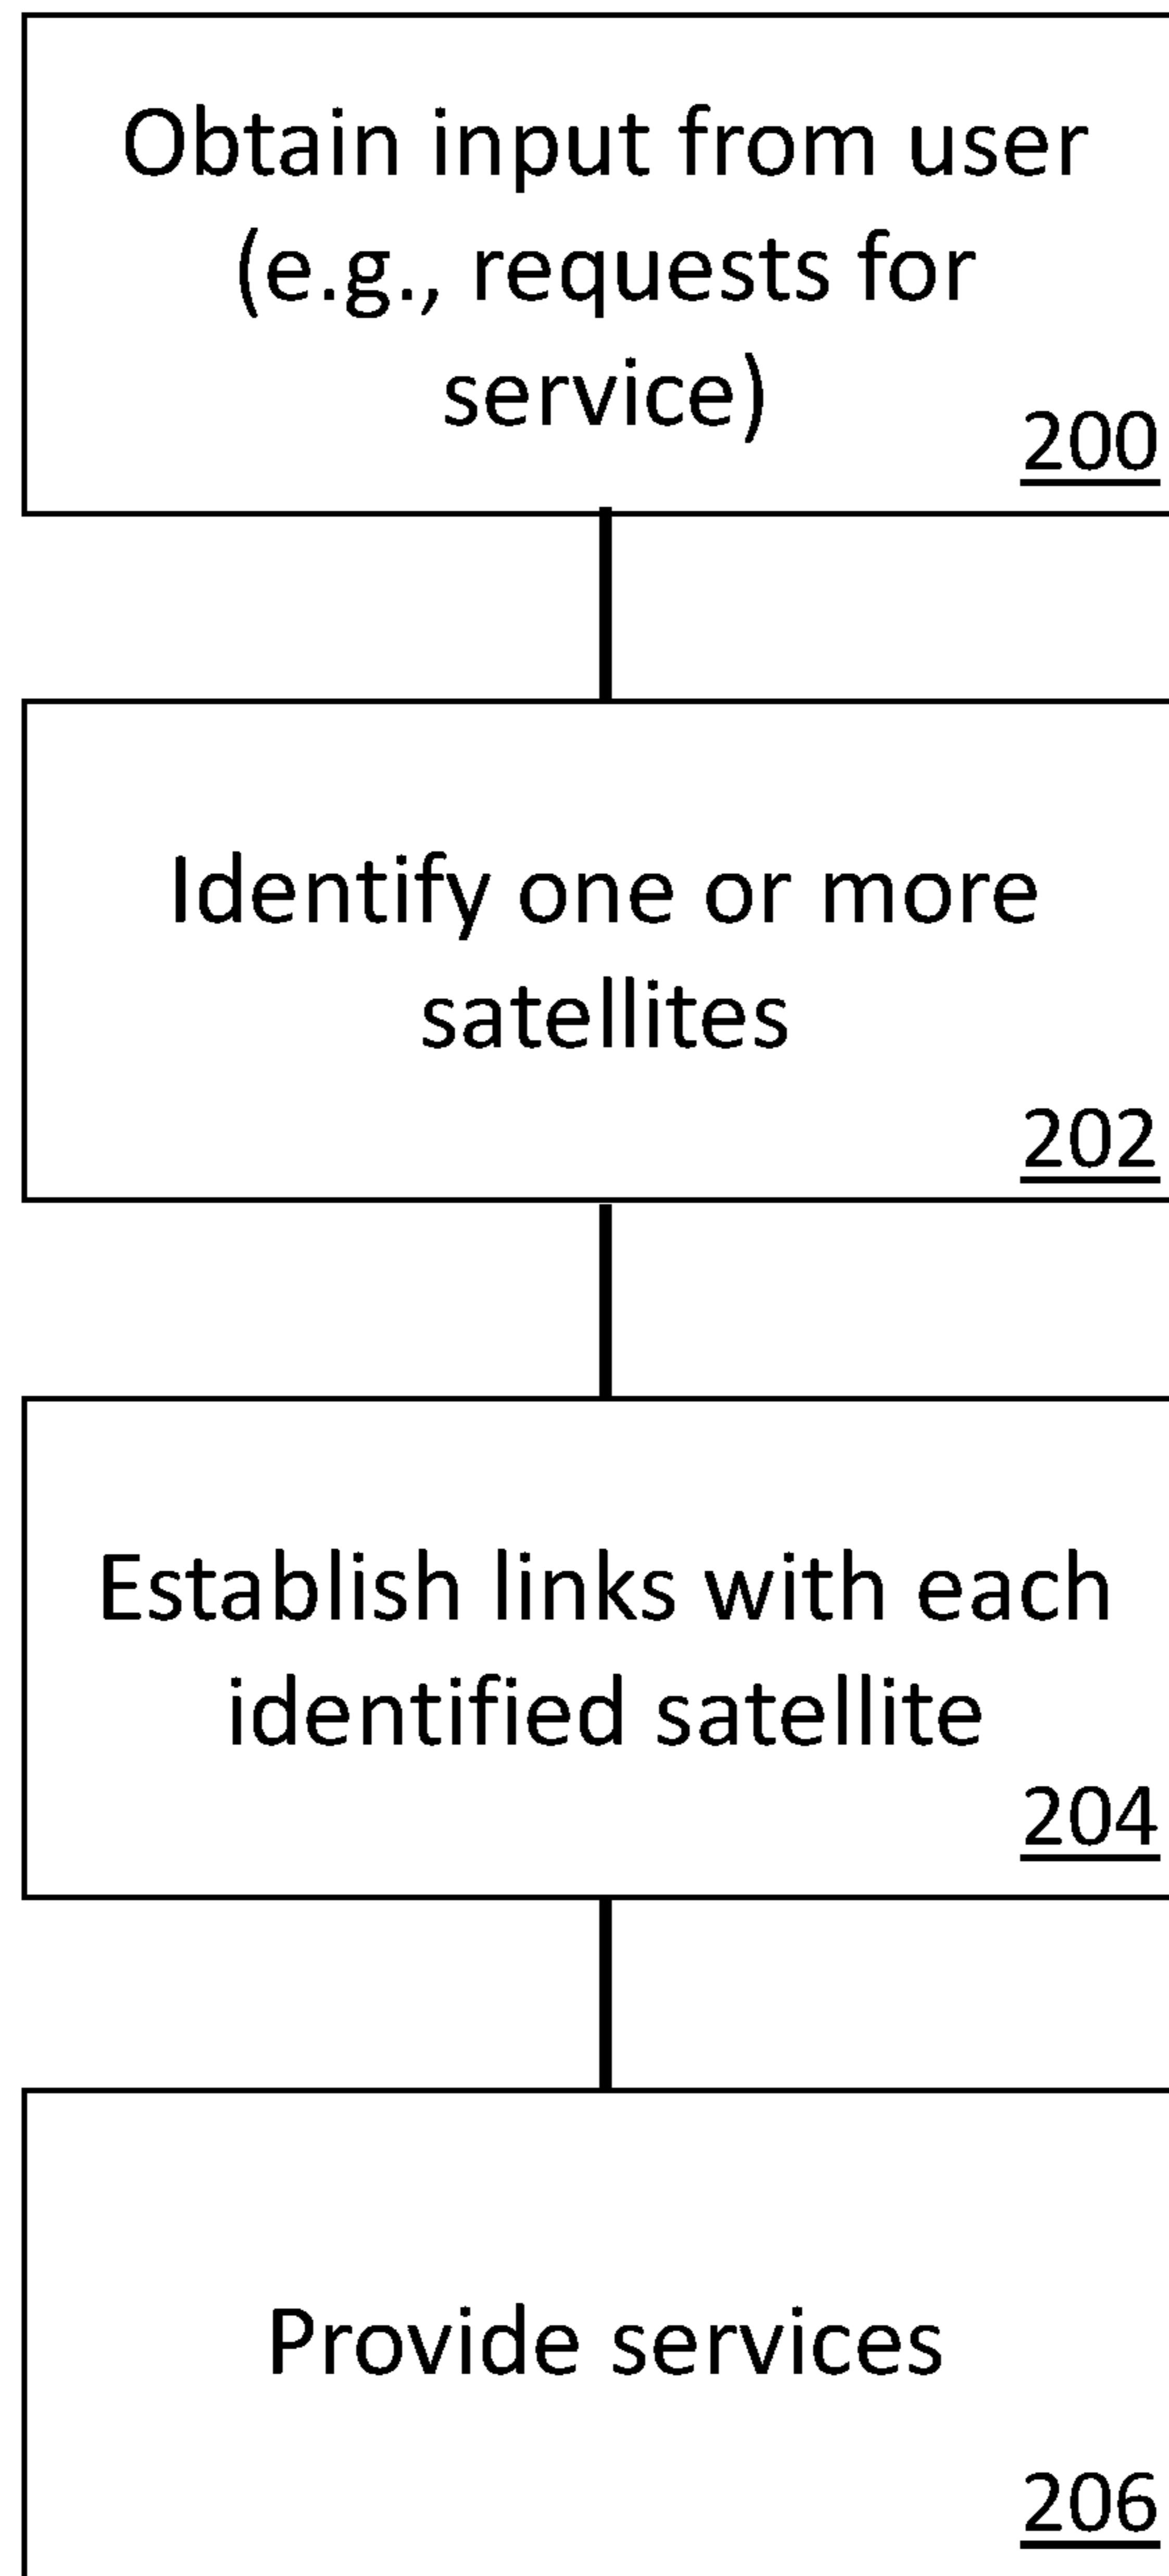 Obtain input from user
(e.g., requests for
service)
200
Identify one or more
satellites
202
Establish links with each
identified satellite
204
Provide services
206